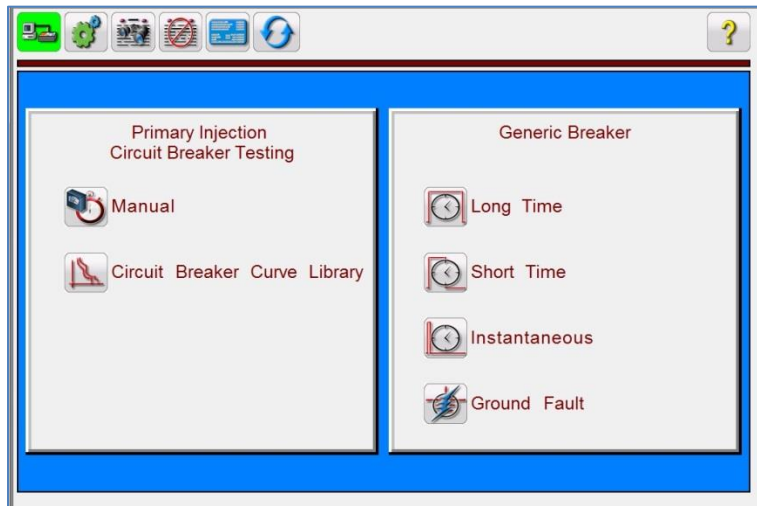 ?
Primary Injection
Circuit Breaker Testing
Manual
Circuit Breaker Curve Library
Generic Breaker
Long Time
Short Time
Instantaneous
Ground Fault